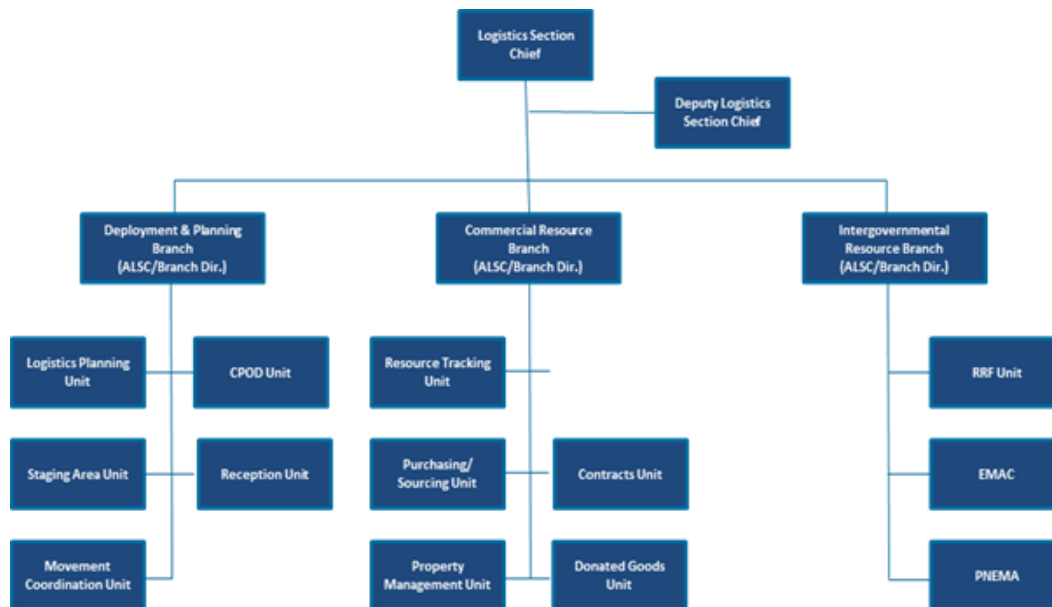 Logistics Section
Chief
Deputy Logistics
Section Chief
Deployment & Planning
Branch
(ALSC/Branch Dir.)
Commercial Resource
Branch
(ALSC/Branch Dir.)
Intergovernmental
Resource Branch
(ALSC/Branch Dir.)
Logistics Planning
Unit
CPOD Unit
Resource Tracking
Unit
RRF Unit
Staging Area Unit
Reception Unit
Purchasing/
Sourcing Unit
Contracts Unit
EMAC
Movement
Coordination Unit
Property
Management Unit
Donated Goods
Unit
PNEMA